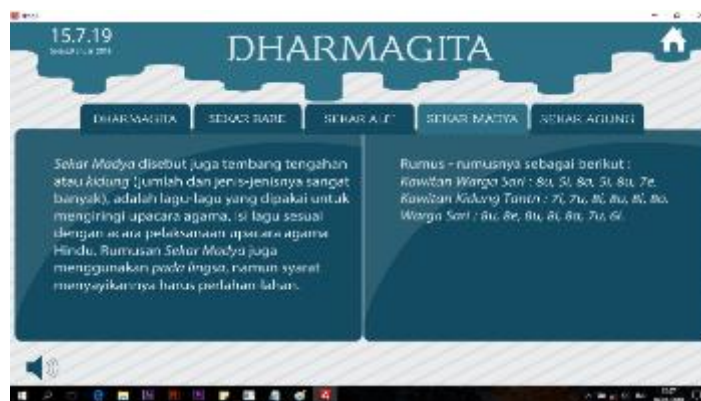 15.7.19
DHARMAGITA
DHARMAGITA
SEKAR RARE
SEKAR ALIT
SEKAR MADYA
SEKAR AGUNG
Sekar Madya disebut juga tembang tengahan
atau kidung (jumlah dan jenis-jenisnya sangat
banyak), adalah lagu-lagu yang dipakai untuk
mengiringi upacara agama. Isi lagu sesuai
dengan acara pelaksanaan upacara agama
Hindu. Rumusan Sekar Madya juga
menggunakan pada lingsa, namun syarat
menyayikannya harus perlahan-lahan.
Rumus - rumusnya sebagai berikut :
Kawitan Warga Sari : 8u, 5i, 8a, 5i, 8u, 7e.
Kawitan Kidung Tantri : 7i, 7u, 8i, 8u, 8i, 8a.
Warga Sari : 8u, 8e, 8u, 8i, 8a, 7u, 6i.